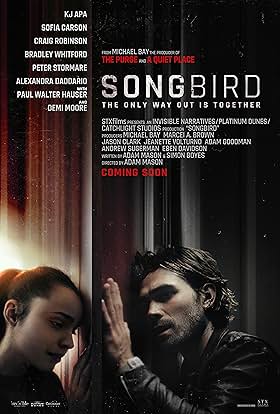 KJ APA
SOFIA CARSON
CRAIG ROBINSON
BRADLEY WHITFORD
PETER STORMARE
ALEXANDRA DADDARIO
WITH
PAUL WALTER HAUSER
AND
DEMI MOORE
FROM MICHAEL BAY THE PRODUCER OF
THE PURGE AND A QUIET PLACE
SONGBIRD
THE ONLY WAY OUT IS TOGETHER
STXfilms PRESENTS AN INVISIBLE NARRATIVES/PLATINUM DUNES/
CATCHLIGHT STUDIOS PRODUCTION "SONGBIRD"
PRODUCERS MICHAEL BAY MARCEI A. BROWN
JASON CLARK JEANETTE VOLTURNO ADAM GOODMAN
ANDREW SUGERMAN EBEN DAVIDSON
WRITTEN BY ADAM MASON & SIMON BOYES
DIRECTED BY ADAM MASON
COMING SOON